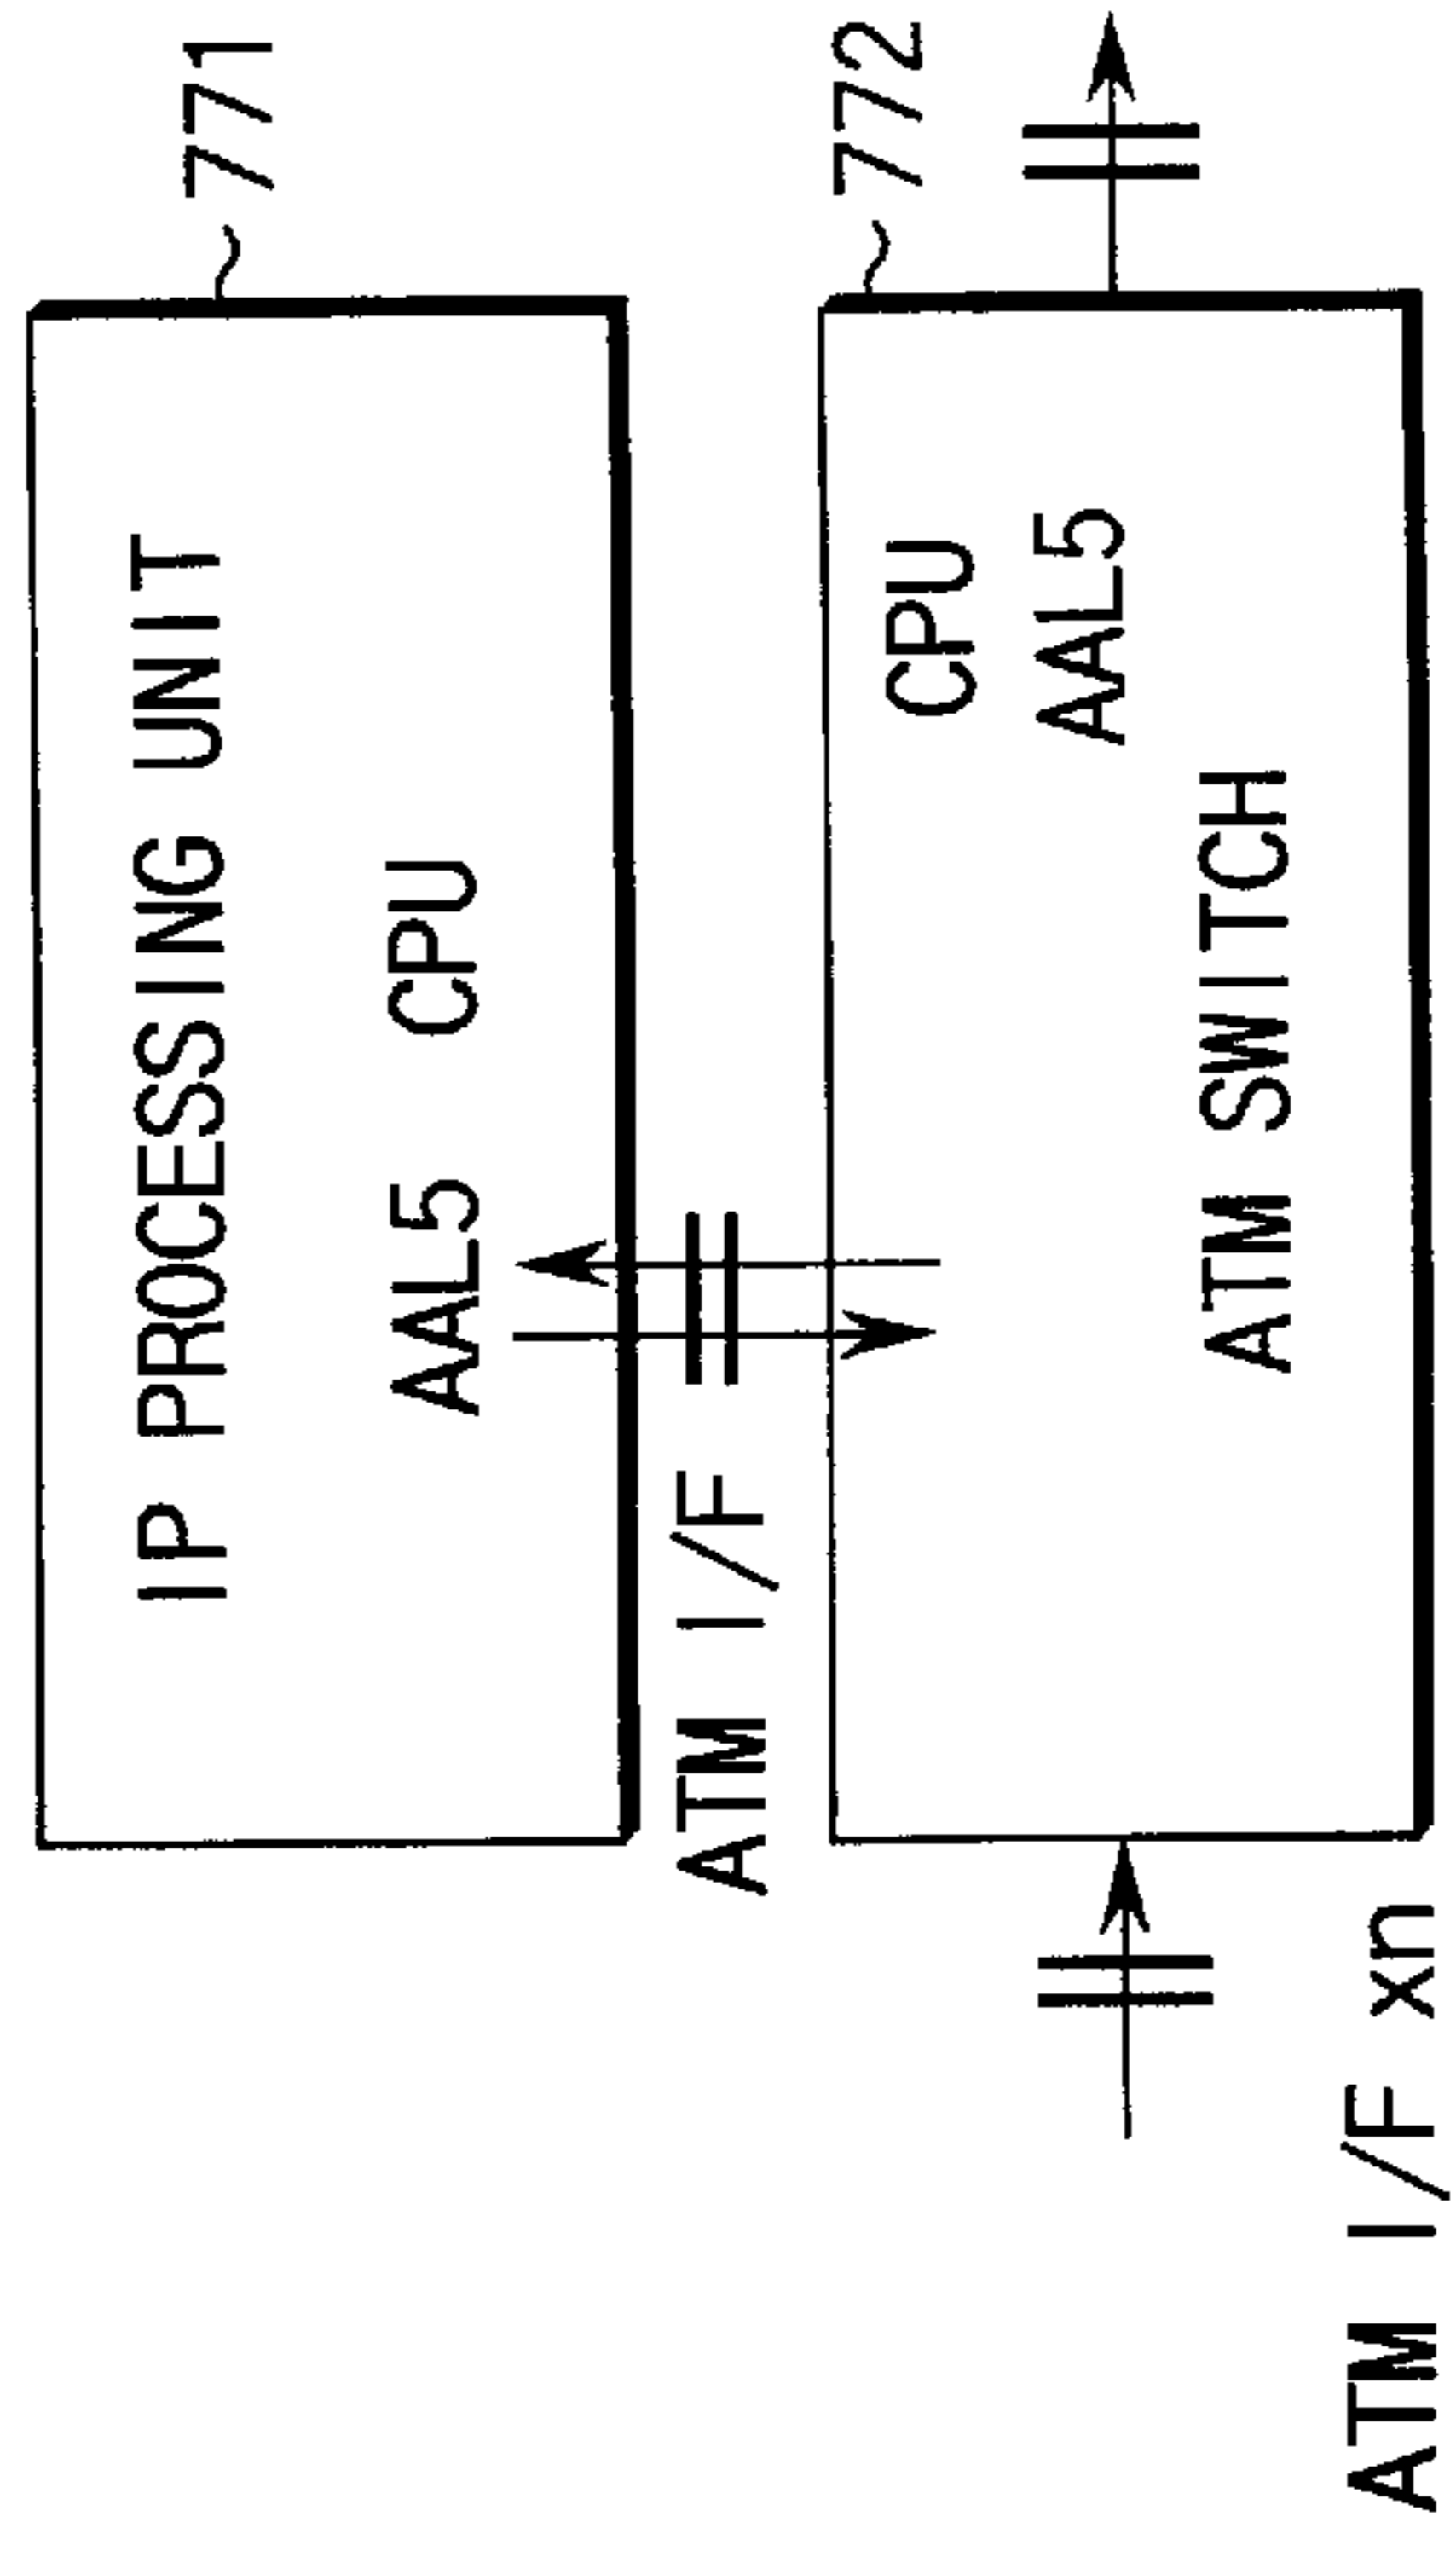 IP PROCESSING UNIT
AAL5 CPU
771
ATM I/F
772
CPU
AAL5
ATM SWITCH
ATM I/F xn